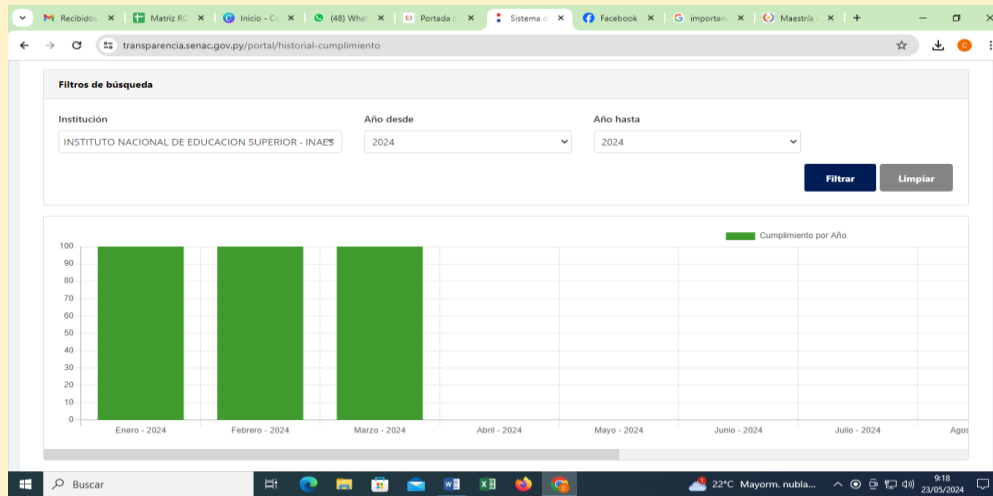 Recibidos
Matriz RC
Inicio - C
(48) What
Portada
Sistema d
Facebook
importan
Maestría
transparencia.senac.gov.py/portal/historial-cumplimiento
Filtros de búsqueda
Institución
Año desde
Año hasta
INSTITUTO NACIONAL DE EDUCACION SUPERIOR - INAES
2024
2024
Filtrar
Limpiar
Cumplimiento por Año
100
90
80
70
60
50
40
30
20
10
0
Enero - 2024
Febrero - 2024
Marzo - 2024
Abril - 2024
Mayo - 2024
Junio - 2024
Julio - 2024
Agos
Buscar
22°C Mayorm. nubla...
9:18
23/05/2024